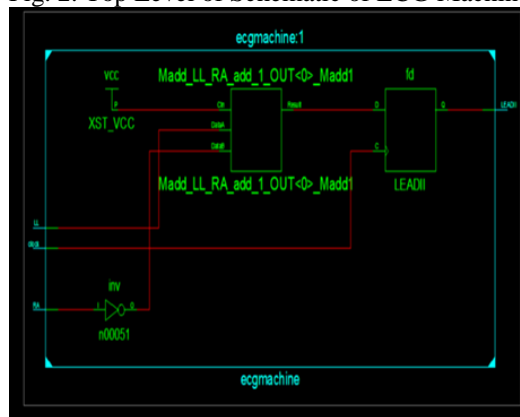 Fig. 2. Top Level of Schematic of ECG Machin
ecgmachine:1
VCC
Madd_LL_RA_add_1_OUT<0>_Madd1
fd
P
CIn
Result
D
Q
LEADII
XST_VCC
DataA
DataB
C
Madd_LL_RA_add_1_OUT<0>_Madd1
LEADII
LL
RA
inv
I
O
n00051
ecgmachine